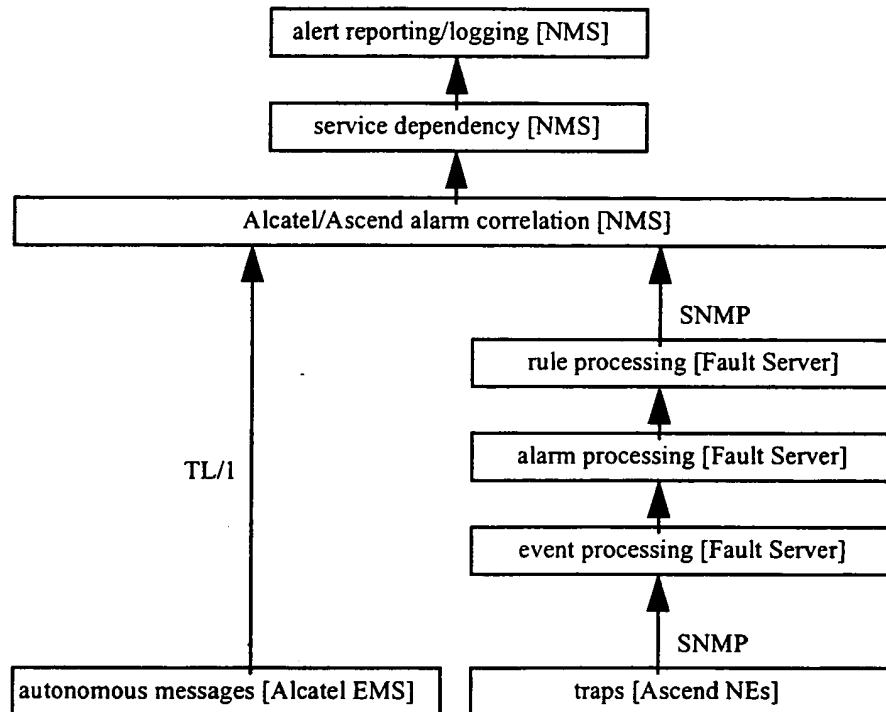 alert reporting/logging [NMS]
service dependency [NMS]
Alcatel/Ascend alarm correlation [NMS]
SNMP
rule processing [Fault Server]
alarm processing [Fault Server]
TL/1
event processing [Fault Server]
SNMP
autonomous messages [Alcatel EMS]
traps [Ascend NEs]